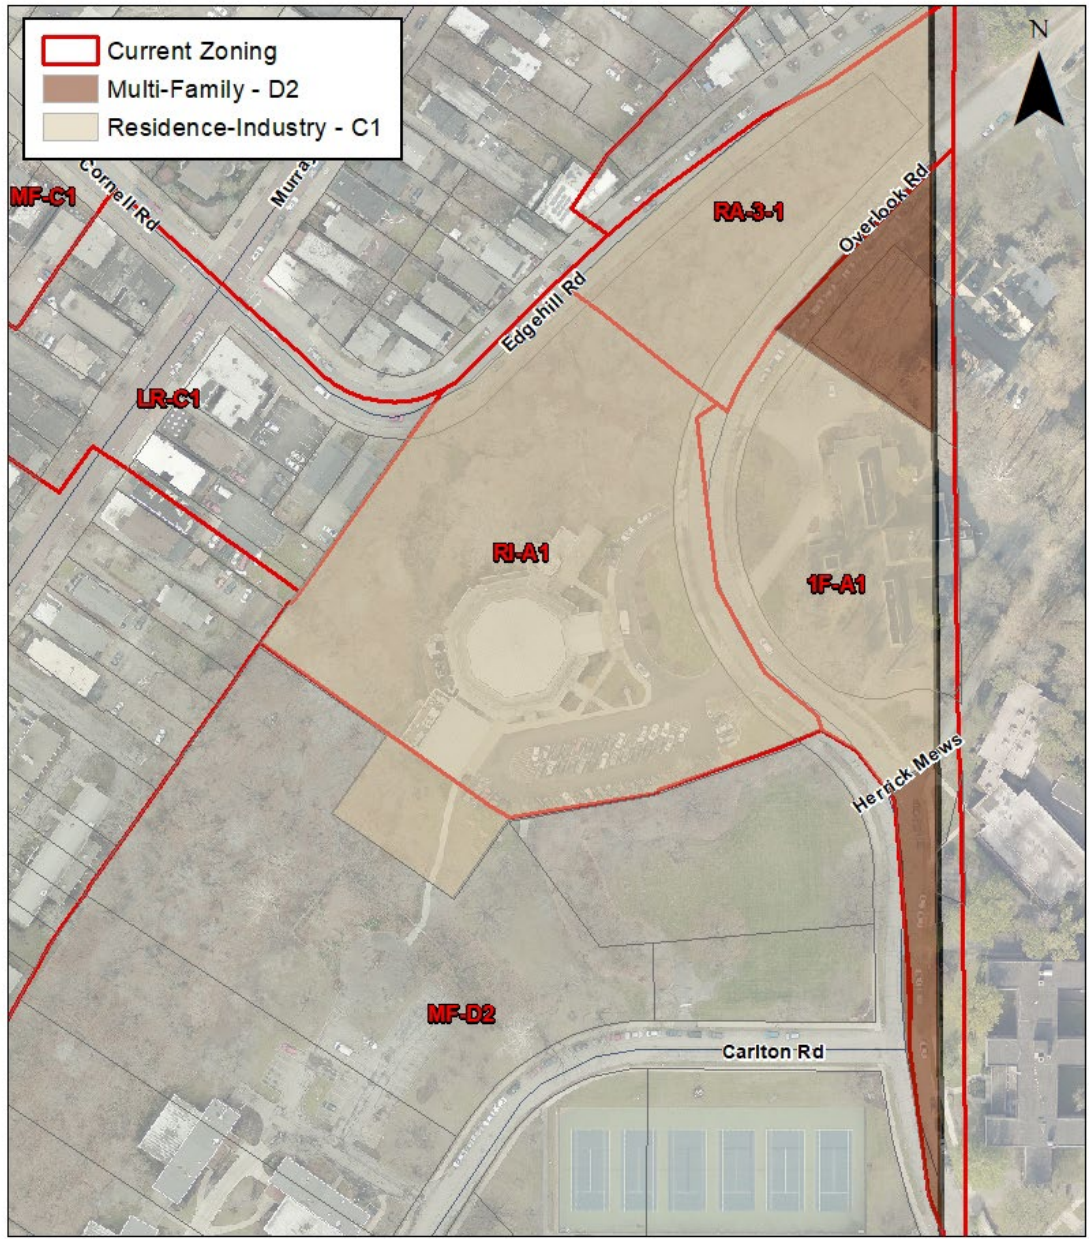 Current Zoning
Multi-Family - D2
Residence-Industry - C1
N
Cornell Rd
Murray
MF-C1
RA-3-1
Overlook Rd
Edgehill Rd
LR-C1
RI-A1
1F-A1
Herrick Mews
MF-D2
Carlton Rd